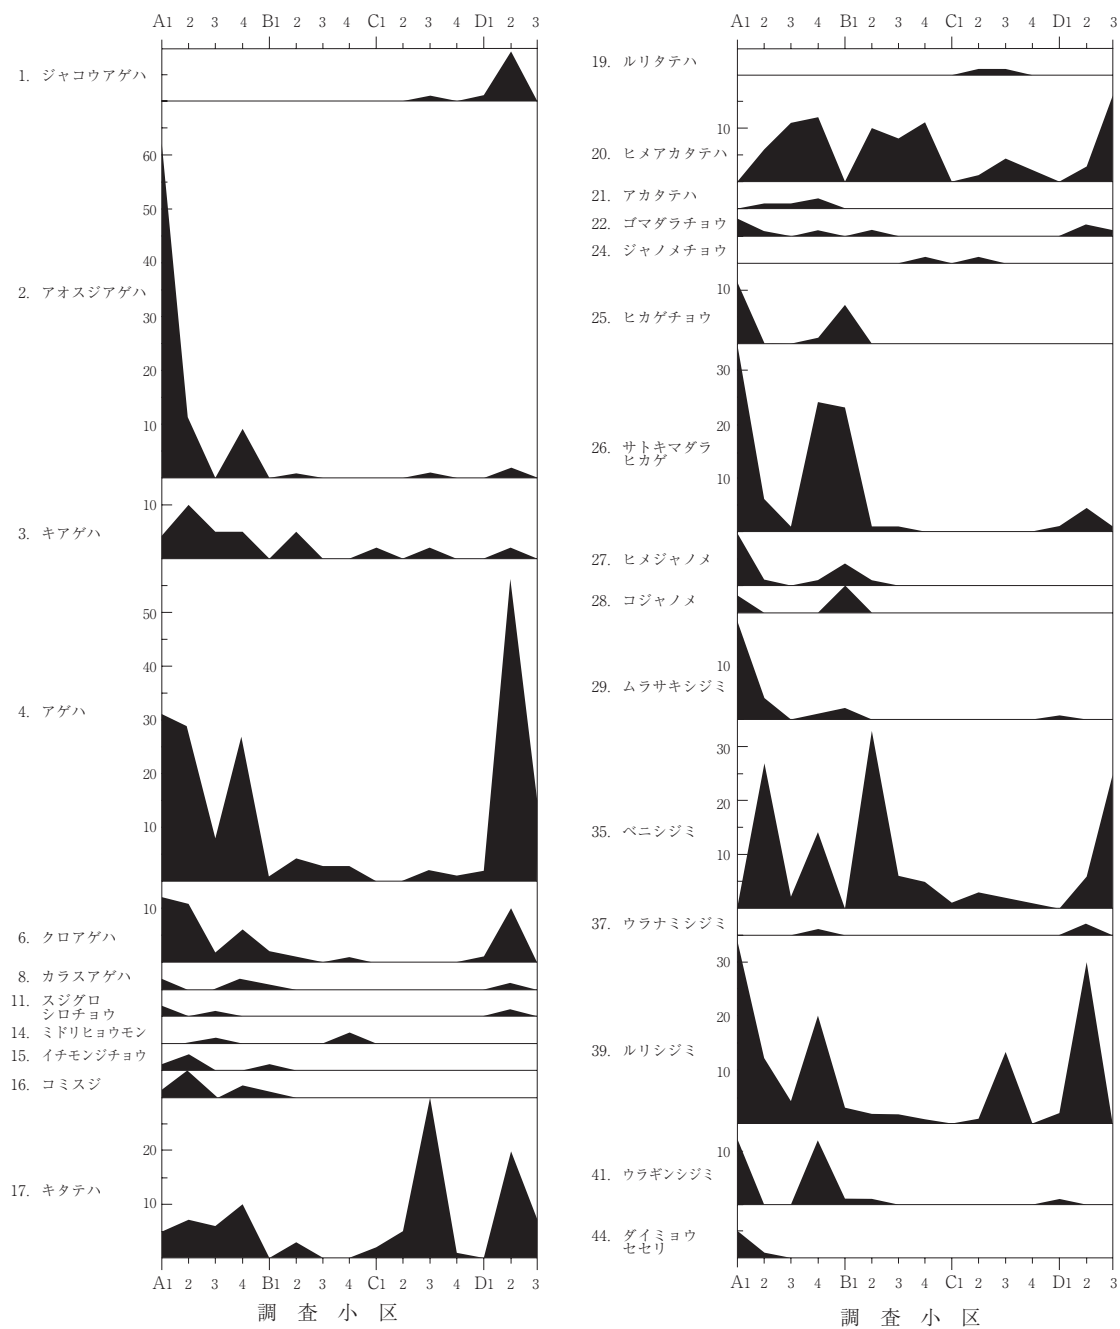 A1 2 3 4 B1 2 3 4 C1 2 3 4 D1 2 3
1. ジャコウアゲハ
60
50
40
2. アオスジアゲハ
30
20
10
10
3. キアゲハ
50
40
4. アゲハ
30
20
10
10
6. クロアゲハ
8. カラスアゲハ
11. スジグロ
シロチョウ
14. ミドリヒョウモン
15. イチモンジチョウ
16. コミスジ
20
17. キタテハ
10
A1 2 3 4 B1 2 3 4 C1 2 3 4 D1 2 3
調査小区
A1 2 3 4 B1 2 3 4 C1 2 3 4 D1 2 3
19. ルリタテハ
10
20. ヒメアカタテハ
21. アカタテハ
22. ゴマダラチョウ
24. ジャノメチョウ
10
25. ヒカゲチョウ
30
20
26. サトキマダラ
ヒカゲ
10
27. ヒメジャノメ
28. コジャノメ
10
29. ムラサキシジミ
30
20
35. ベニシジミ
10
37. ウラナミシジミ
30
20
39. ルリシジミ
10
10
41. ウラギンシジミ
44. ダイミョウ
セセリ
A1 2 3 4 B1 2 3 4 C1 2 3 4 D1 2 3
調査小区